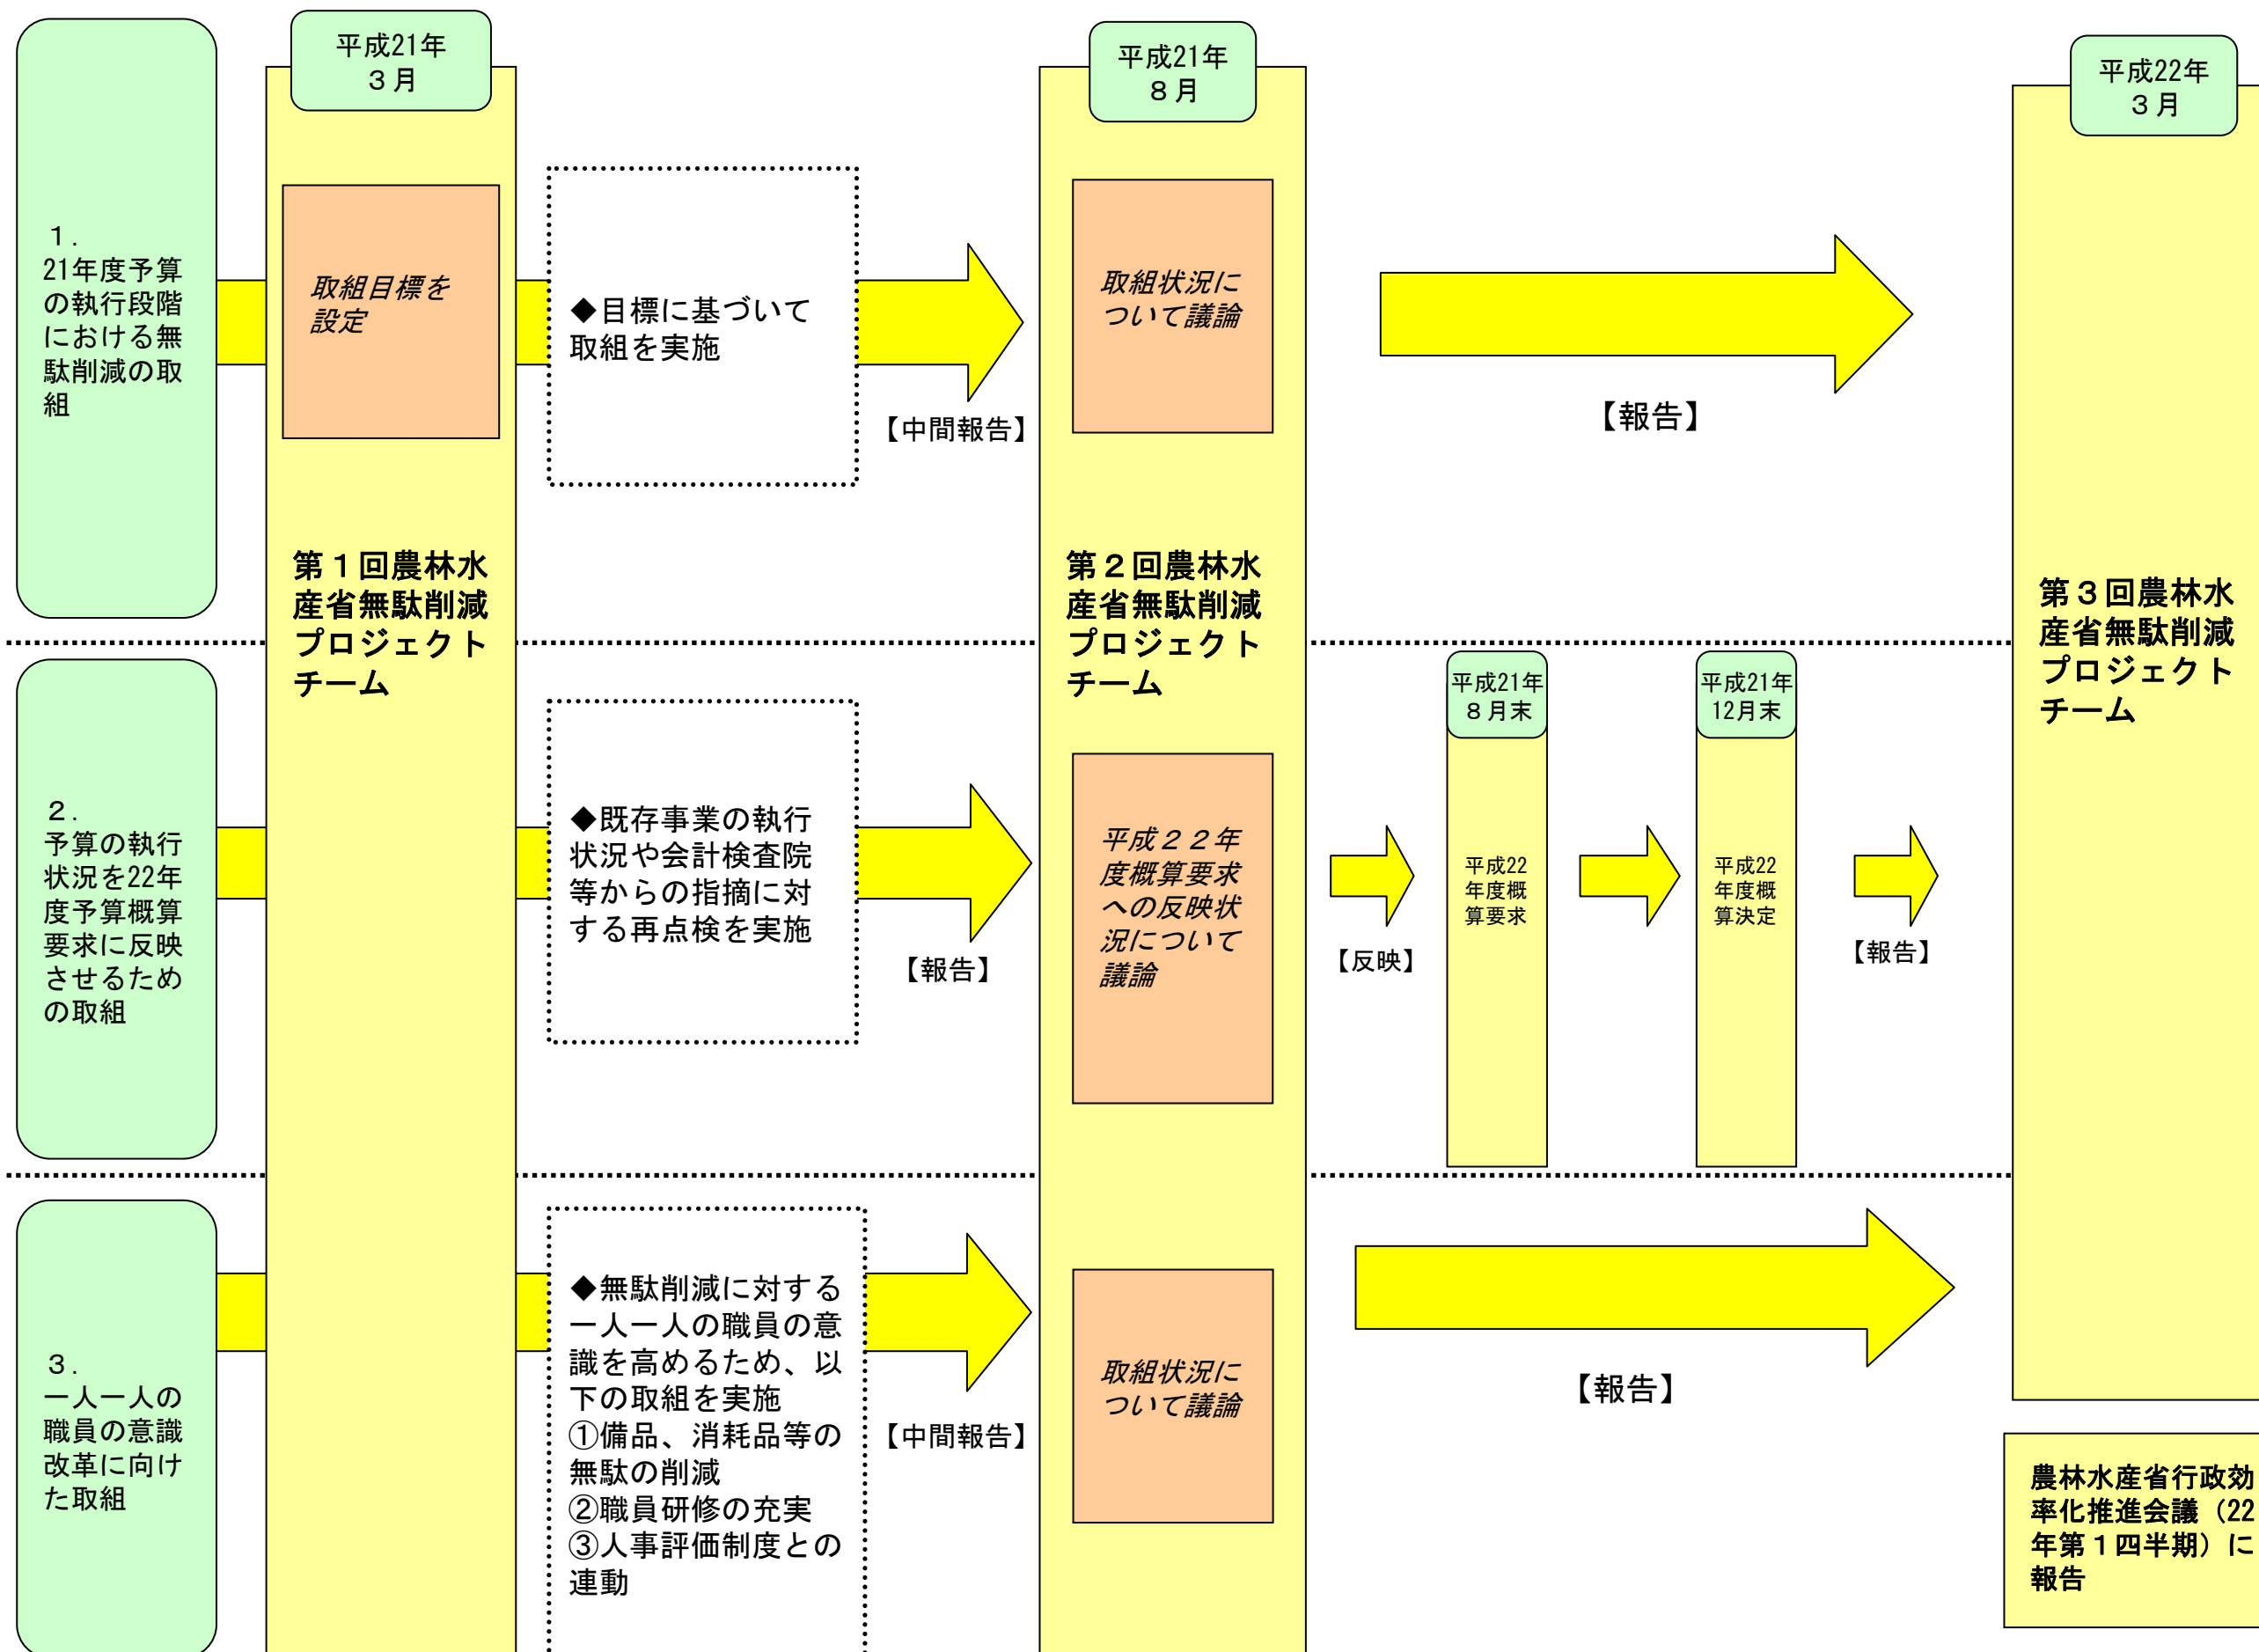 平成21年
３月
平成21年
８月
平成22年
３月
１．
21年度予算
の執行段階
における無
駄削減の取
組
取組目標を
設定
◆目標に基づいて
取組を実施
【中間報告】
取組状況に
ついて議論
【報告】
第１回農林水
産省無駄削減
プロジェクト
チーム
第２回農林水
産省無駄削減
プロジェクト
チーム
第３回農林水
産省無駄削減
プロジェクト
チーム
２．
予算の執行
状況を22年
度予算概算
要求に反映
させるため
の取組
◆既存事業の執行
状況や会計検査院
等からの指摘に対
する再点検を実施
【報告】
平成２２年
度概算要求
への反映状
況について
議論
【反映】
平成21年
８月末
平成22
年度概
算要求
平成21年
12月末
平成22
年度概
算決定
【報告】
３．
一人一人の
職員の意識
改革に向け
た取組
◆無駄削減に対する
一人一人の職員の意
識を高めるため、以
下の取組を実施
①備品、消耗品等の
無駄の削減
②職員研修の充実
③人事評価制度との
連動
【中間報告】
取組状況に
ついて議論
【報告】
農林水産省行政効
率化推進会議（22
年第１四半期）に
報告